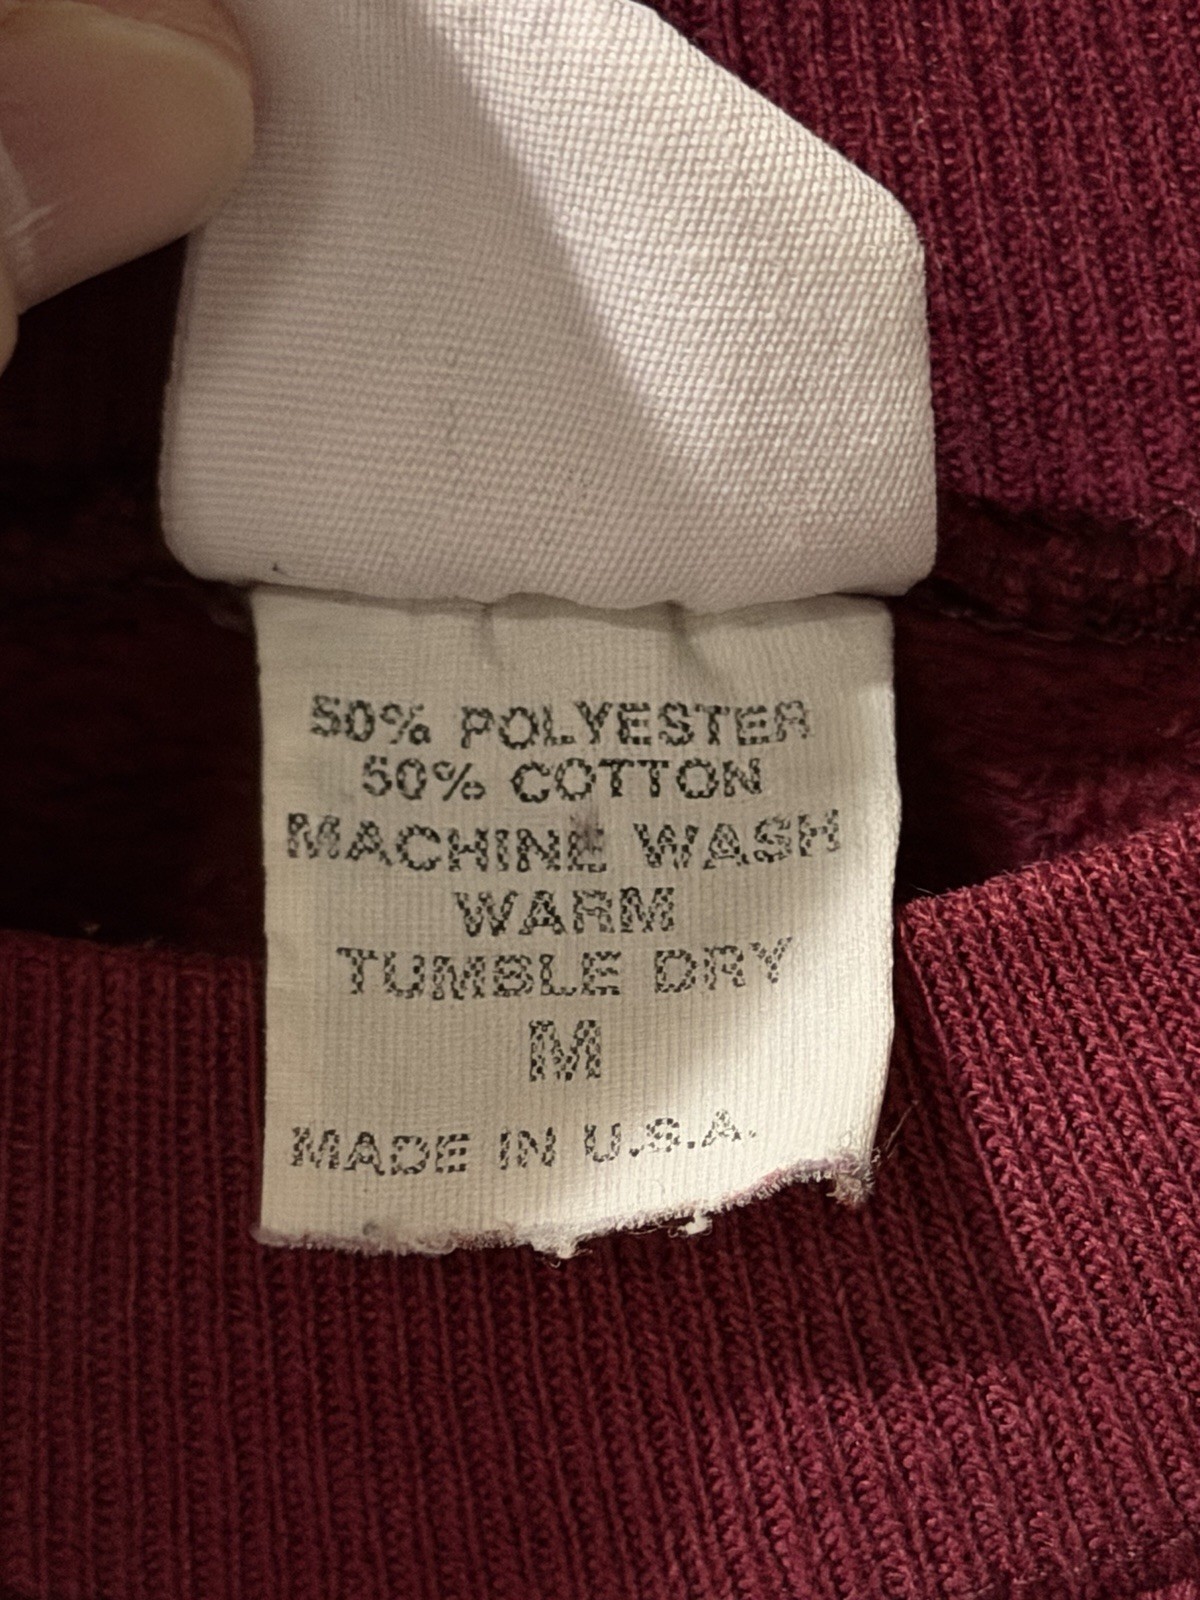 50% POLYESTER
50% COTTON
MACHINE WASH
WARM
TUMBLE DRY
M
MADE IN U.S.A.